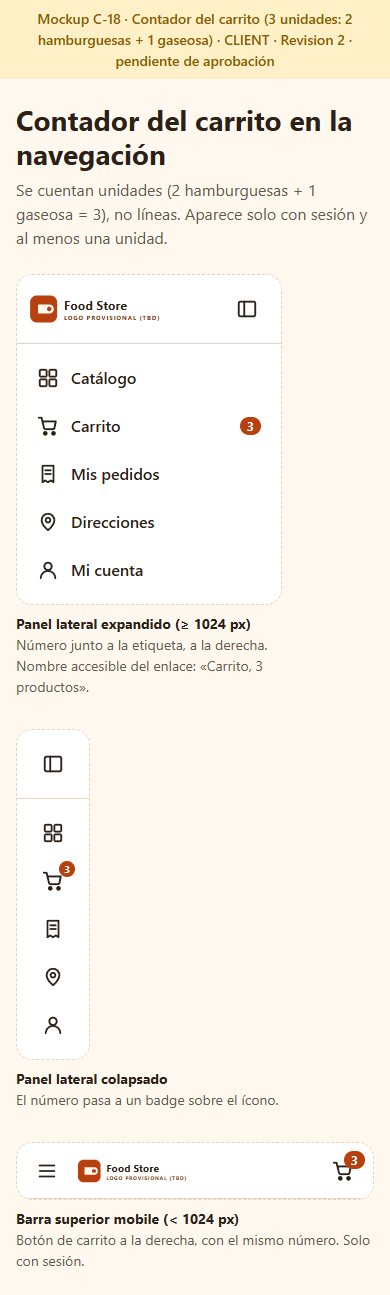 Mockup C-18 · Contador del carrito (3 unidades: 2
hamburguesas + 1 gaseosa) · CLIENT · Revision 2 ·
pendiente de aprobación
Contador del carrito en la
navegación
Se cuentan unidades (2 hamburguesas + 1
gaseosa = 3), no líneas. Aparece solo con sesión y
al menos una unidad.
Food Store
LOGO PROVISIONAL (TBD)
Catálogo
Carrito 3
Mis pedidos
Direcciones
Mi cuenta
Panel lateral expandido (≥ 1024 px)
Número junto a la etiqueta, a la derecha.
Nombre accesible del enlace: «Carrito, 3
productos».
3
Panel lateral colapsado
El número pasa a un badge sobre el ícono.
Food Store
LOGO PROVISIONAL (TBD)
3
Barra superior mobile (< 1024 px)
Botón de carrito a la derecha, con el mismo número. Solo
con sesión.